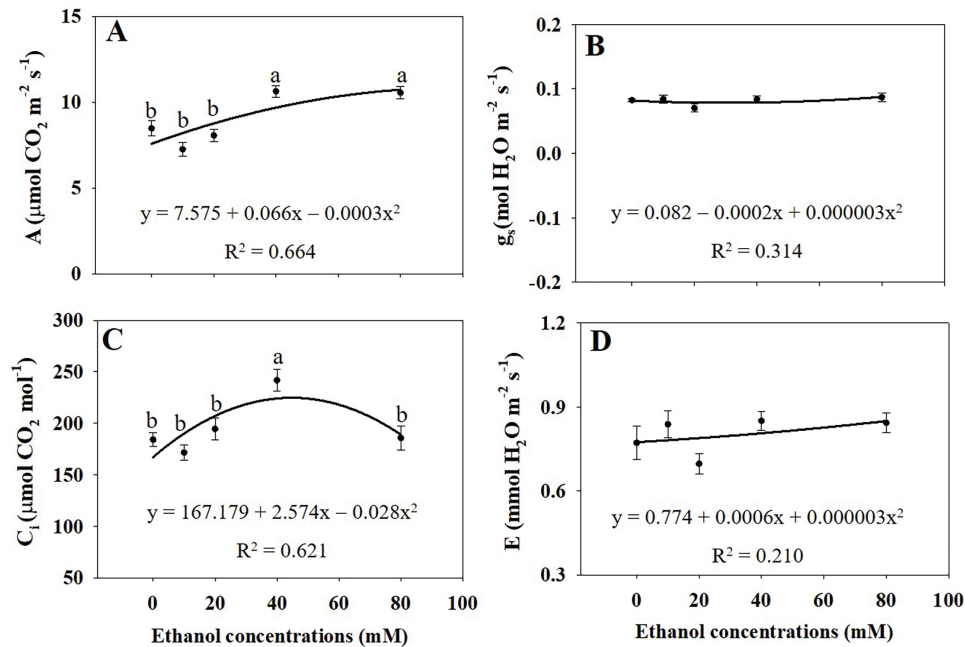 A
A (μmol CO2 m-2 s-1)
15
10
5
0
b
b
b
a
a
y = 7.575 + 0.066x – 0.0003x2
R2 = 0.664
B
gs(mol H2O m-2 s-1)
0.2
0.1
0.0
-0.1
-0.2
y = 0.082 – 0.0002x + 0.000003x2
R2 = 0.314
C
Ci (μmol CO2 mol-1)
300
250
200
150
100
50
b
b
b
a
b
y = 167.179 + 2.574x – 0.028x2
R2 = 0.621
0 20 40 60 80 100
Ethanol concentrations (mM)
D
E (mmol H2O m-2 s-1)
1.2
0.9
0.6
0.3
y = 0.774 + 0.0006x + 0.000003x2
R2 = 0.210
0 20 40 60 80 100
Ethanol concentrations (mM)